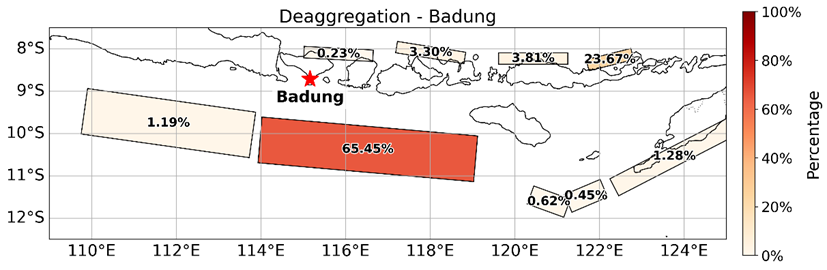 Deaggregation - Badung
100%
80%
60%
40%
20%
0%
Percentage
8°S
9°S
10°S
11°S
12°S
0.23%
3.30%
3.81%
23.67%
Badung
1.19%
65.45%
1.28%
0.62%
0.45%
110°E
112°E
114°E
116°E
118°E
120°E
122°E
124°E